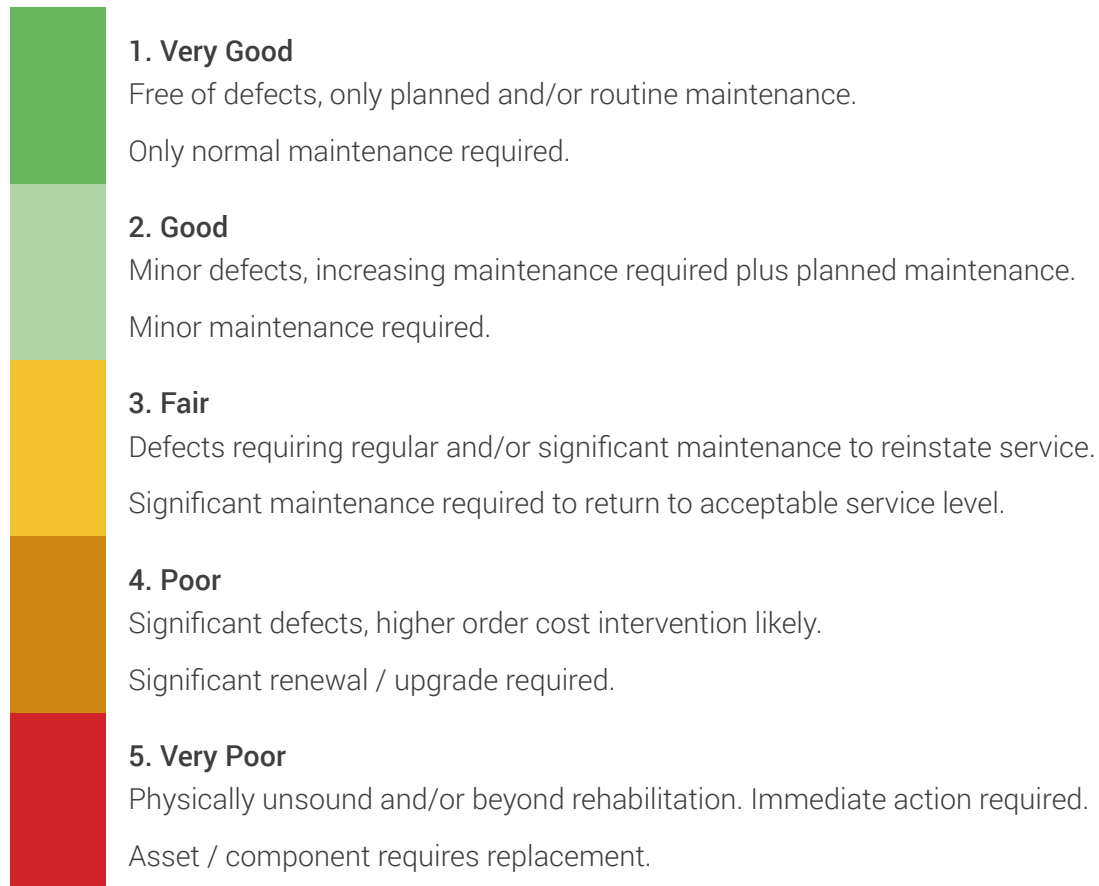 1. Very Good
Free of defects, only planned and/or routine maintenance.
Only normal maintenance required.
2. Good
Minor defects, increasing maintenance required plus planned maintenance.
Minor maintenance required.
3. Fair
Defects requiring regular and/or significant maintenance to reinstate service.
Significant maintenance required to return to acceptable service level.
4. Poor
Significant defects, higher order cost intervention likely.
Significant renewal / upgrade required.
5. Very Poor
Physically unsound and/or beyond rehabilitation. Immediate action required.
Asset / component requires replacement.